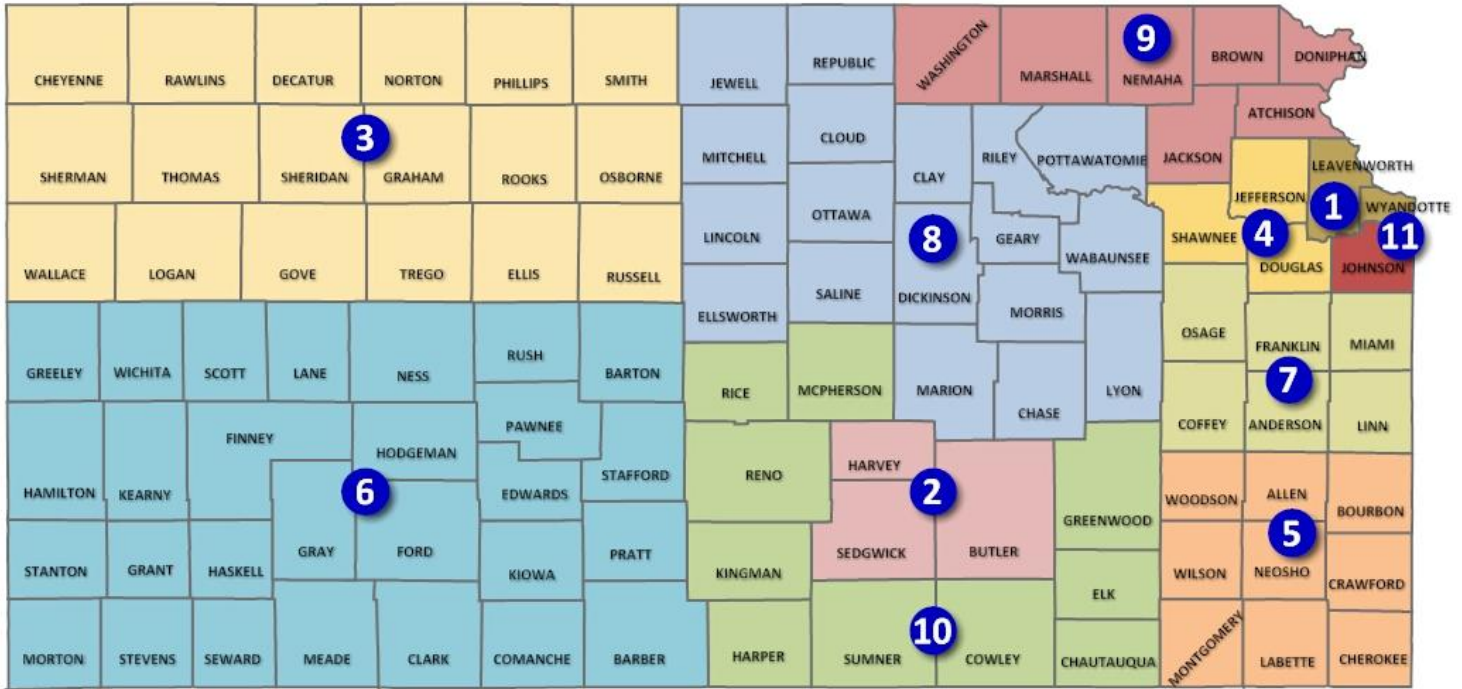 CHEYENNE
RAWLINS
DECATUR
NORTON
PHILLIPS
SMITH
JEWELL
REPUBLIC
WASHINGTON
MARSHALL
9
NEMAHA
BROWN
DONIPHAN
ATCHISON
3
SHERMAN
THOMAS
SHERIDAN
GRAHAM
ROOKS
OSBORNE
MITCHELL
CLOUD
CLAY
RILEY
POTTAWATOMIE
JACKSON
LEAVENWORTH
JEFFERSON
1
WYANDOTTE
OTTAWA
LINCOLN
8
GEARY
WABAUNSEE
SHAWNEE
4
11
DOUGLAS
JOHNSON
WALLACE
LOGAN
GOVE
TREGO
ELLIS
RUSSELL
SALINE
DICKINSON
MORRIS
ELLSWORTH
OSAGE
FRANKLIN
MIAMI
GREELEY
WICHITA
SCOTT
LANE
NESS
RUSH
BARTON
RICE
MCPHERSON
MARION
CHASE
LYON
7
COFFEY
ANDERSON
LINN
FINNEY
HODGEMAN
PAWNEE
STAFFORD
RENO
HARVEY
2
HAMILTON
KEARNY
6
EDWARDS
GREENWOOD
WOODSON
ALLEN
BOURBON
5
STANTON
GRANT
HASKELL
GRAY
FORD
KIOWA
PRATT
KINGMAN
SEDGWICK
BUTLER
ELK
WILSON
NEOSHO
CRAWFORD
MORTON
STEVENS
SEWARD
MEADE
CLARK
COMANCHE
BARBER
HARPER
SUMNER
10
COWLEY
CHAUTAUQUA
MONTGOMERY
LABETTE
CHEROKEE